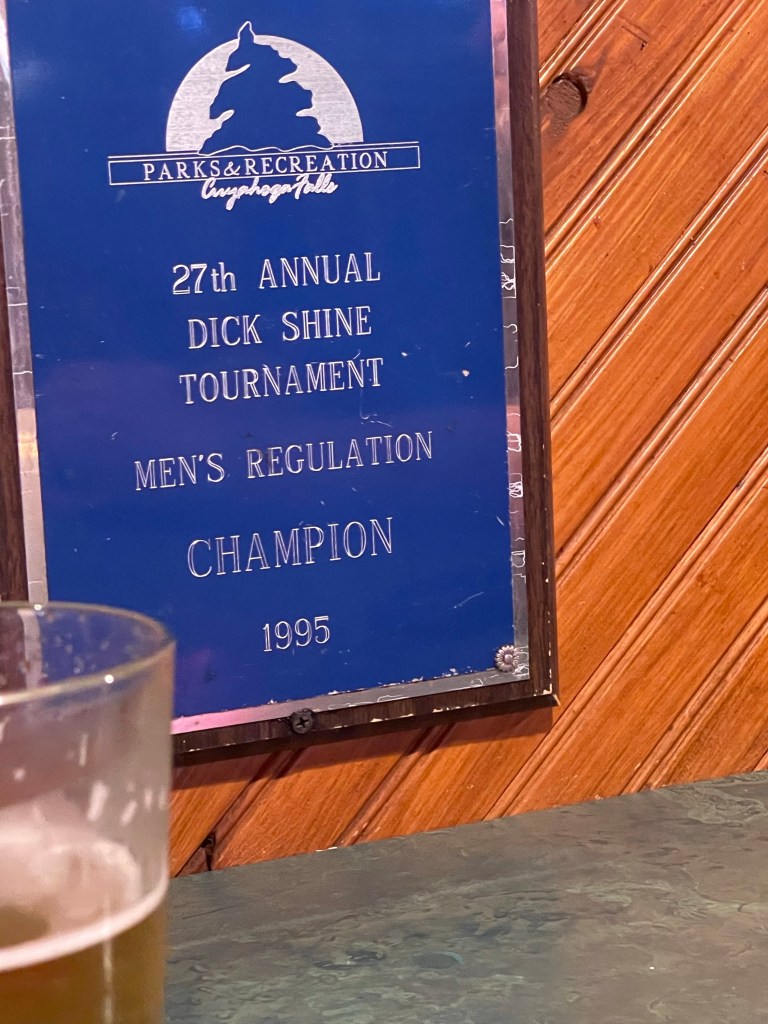 PARKS & RECREATION
Cuyahoga Falls
27th ANNUAL
DICK SHINE
TOURNAMENT
MEN'S REGULATION
CHAMPION
1995